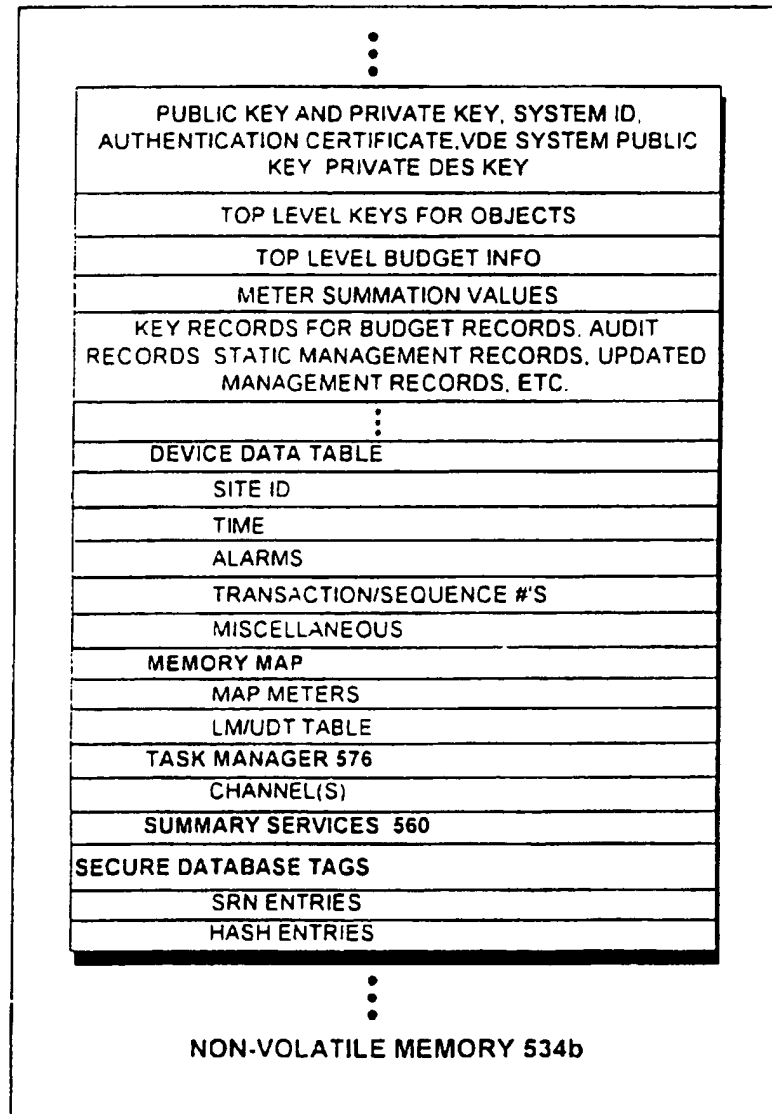 PUBLIC KEY AND PRIVATE KEY, SYSTEM ID,
AUTHENTICATION CERTIFICATE,VDE SYSTEM PUBLIC
KEY PRIVATE DES KEY
TOP LEVEL KEYS FOR OBJECTS
TOP LEVEL BUDGET INFO
METER SUMMATION VALUES
KEY RECORDS FOR BUDGET RECORDS, AUDIT
RECORDS STATIC MANAGEMENT RECORDS, UPDATED
MANAGEMENT RECORDS, ETC.
DEVICE DATA TABLE
SITE ID
TIME
ALARMS
TRANSACTION/SEQUENCE #'S
MISCELLANEOUS
MEMORY MAP
MAP METERS
LM/UDT TABLE
TASK MANAGER 576
CHANNEL(S)
SUMMARY SERVICES 560
SECURE DATABASE TAGS
SRN ENTRIES
HASH ENTRIES
NON-VOLATILE MEMORY 534b